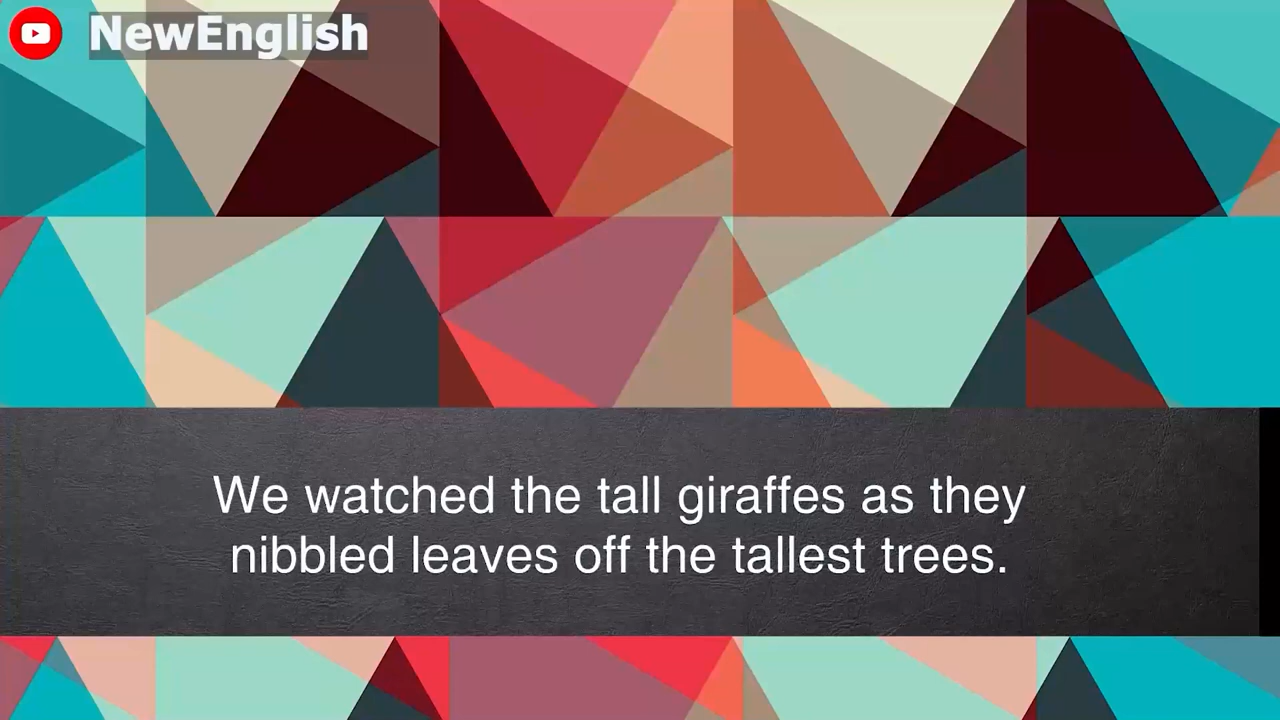 NewEnglish
We watched the tall giraffes as they
nibbled leaves off the tallest trees.